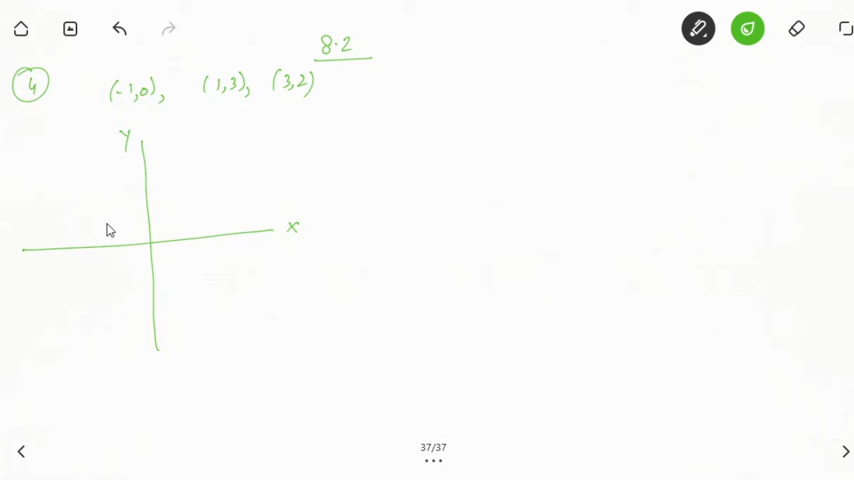 8.2
4 (-1,0), (1,3), (3,2)
Y
X
37/37